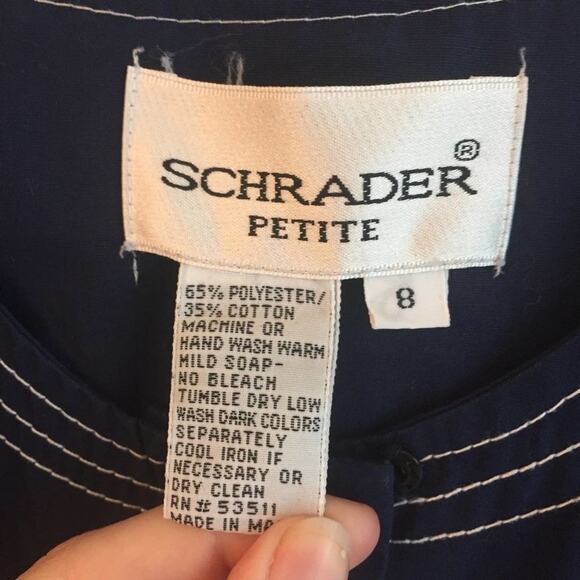 SCHRADER®
PETITE
8
65% POLYESTER/
35% COTTON
MACHINE OR
HAND WASH WARM
MILD SOAP-
NO BLEACH
TUMBLE DRY LOW
WASH DARK COLORS
SEPARATELY
COOL IRON IF
NECESSARY OR
DRY CLEAN
RN # 53511
MADE IN